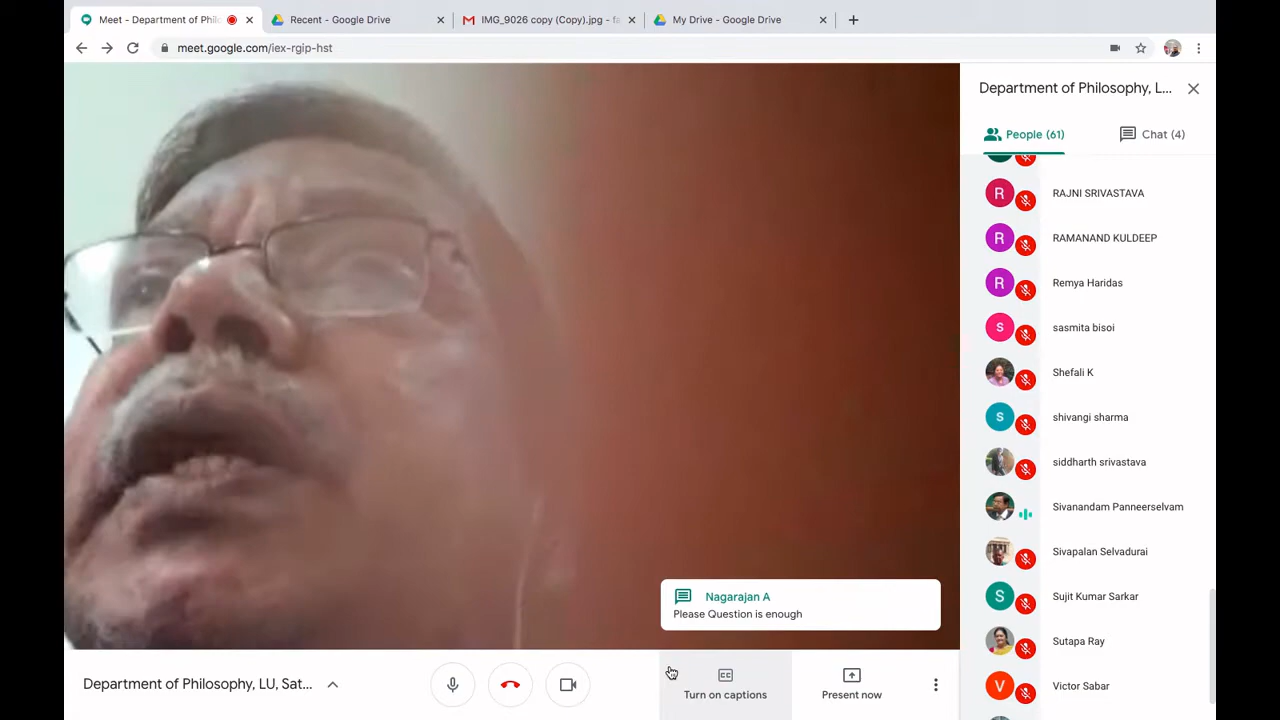 Meet - Department of Philo
Recent - Google Drive
IMG_9026 copy (Copy).jpg - fa
My Drive - Google Drive
meet.google.com/iex-rgip-hst
Department of Philosophy, L...
People (61)
Chat (4)
RAJNI SRIVASTAVA
R
RAMANAND KULDEEP
R
Remya Haridas
R
sasmita bisoi
s
Shefali K
shivangi sharma
s
siddharth srivastava
Sivanandam Panneerselvam
Sivapalan Selvadurai
Sujit Kumar Sarkar
S
Sutapa Ray
Victor Sabar
V
Nagarajan A
Please Question is enough
Department of Philosophy, LU, Sat...
CC
Turn on captions
Present now